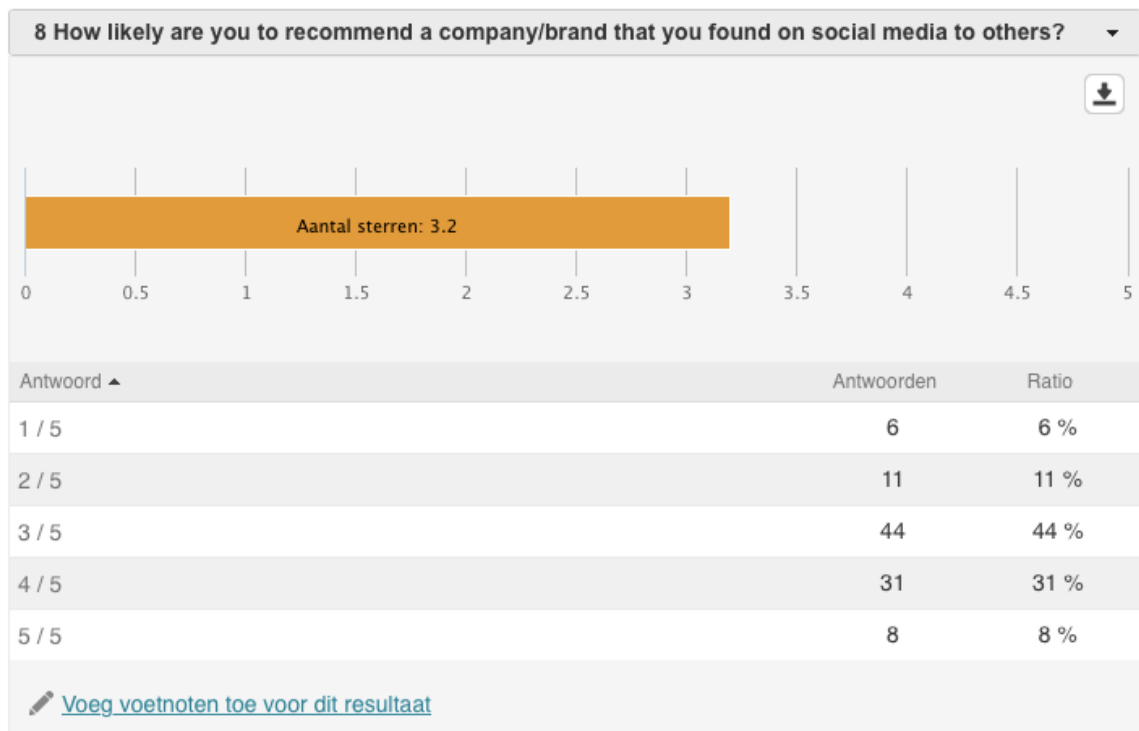 8 How likely are you to recommend a company/brand that you found on social media to others?
Aantal sterren: 3.2
0 0.5 1 1.5 2 2.5 3 3.5 4 4.5 5
Antwoord Antwoorden Ratio
1 / 5 6 6 %
2 / 5 11 11 %
3 / 5 44 44 %
4 / 5 31 31 %
5 / 5 8 8 %
Voeg voetnoten toe voor dit resultaat